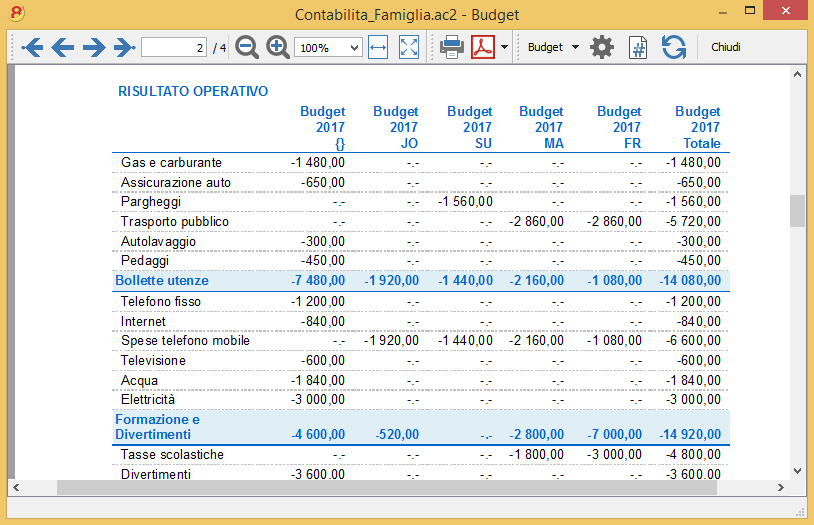 Contabilita_Famiglia.ac2 - Budget
2 / 4 100% Budget Chiudi
RISULTATO OPERATIVO
Budget Budget Budget Budget Budget Budget
2017 2017 2017 2017 2017 2017
{} JO SU MA FR Totale
Gas e carburante -1 480,00 -.- -.- -.- -.- -1 480,00
Assicurazione auto -650,00 -.- -.- -.- -.- -650,00
Pargheggi -.- -.- -1 560,00 -.- -.- -1 560,00
Trasporto pubblico -.- -.- -.- -2 860,00 -2 860,00 -5 720,00
Autolavaggio -300,00 -.- -.- -.- -.- -300,00
Pedaggi -450,00 -.- -.- -.- -.- -450,00
Bollette utenze -7 480,00 -1 920,00 -1 440,00 -2 160,00 -1 080,00 -14 080,00
Telefono fisso -1 200,00 -.- -.- -.- -.- -1 200,00
Internet -840,00 -.- -.- -.- -.- -840,00
Spese telefono mobile -.- -1 920,00 -1 440,00 -2 160,00 -1 080,00 -6 600,00
Televisione -600,00 -.- -.- -.- -.- -600,00
Acqua -1 840,00 -.- -.- -.- -.- -1 840,00
Elettricità -3 000,00 -.- -.- -.- -.- -3 000,00
Formazione e
Divertimenti -4 600,00 -520,00 -.- -2 800,00 -7 000,00 -14 920,00
Tasse scolastiche -.- -.- -.- -1 800,00 -3 000,00 -4 800,00
Divertimenti -3 600,00 -.- -.- -.- -.- -3 600,00